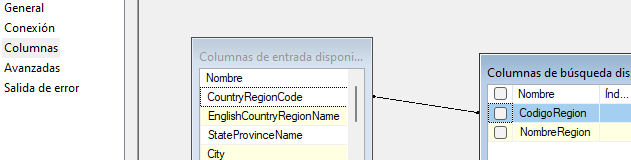 General
Conexión
Columnas
Avanzadas
Salida de error
Columnas de entrada disponi...
Nombre
CountryRegionCode
EnglishCountryRegionName
StateProvinceName
City
Columnas de búsqueda dis
Nombre Índ...
CodigoRegion
NombreRegion